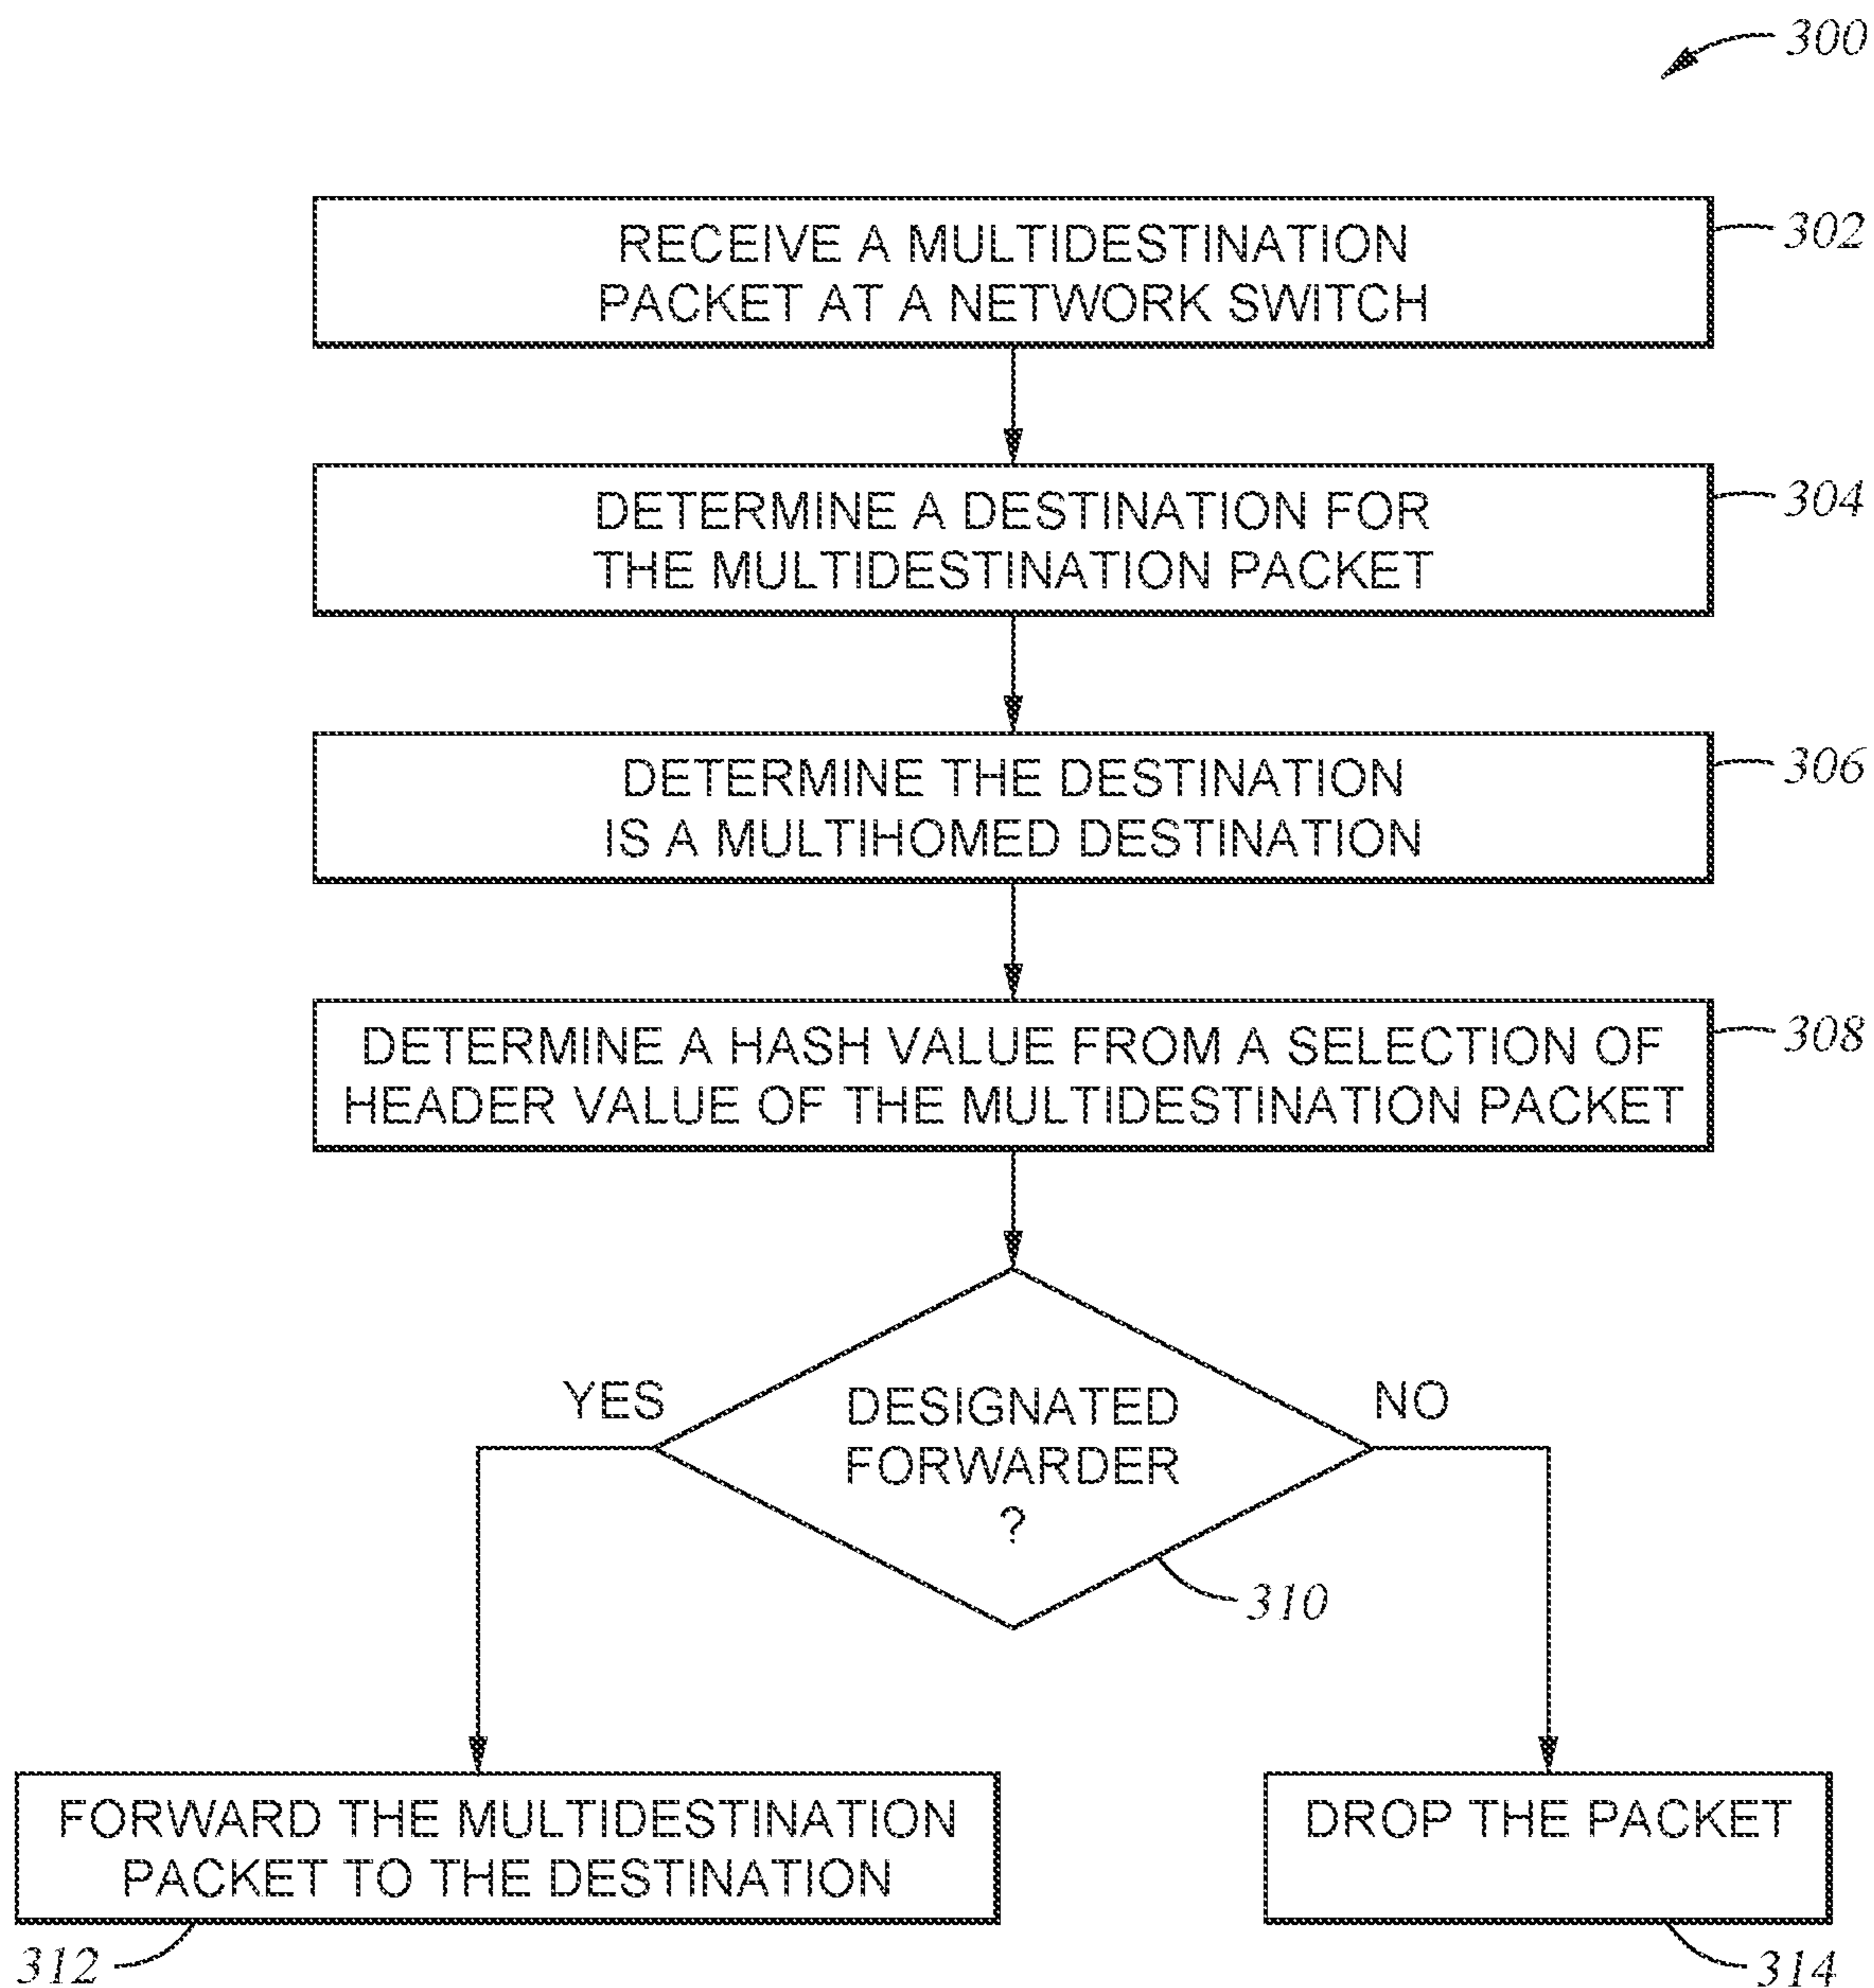 300
RECEIVE A MULTIDESTINATION
PACKET AT A NETWORK SWITCH
302
DETERMINE A DESTINATION FOR
THE MULTIDESTINATION PACKET
304
DETERMINE THE DESTINATION
IS A MULTIHOMED DESTINATION
306
DETERMINE A HASH VALUE FROM A SELECTION OF
HEADER VALUE OF THE MULTIDESTINATION PACKET
308
YES
DESIGNATED
FORWARDER
?
NO
310
FORWARD THE MULTIDESTINATION
PACKET TO THE DESTINATION
312
DROP THE PACKET
314